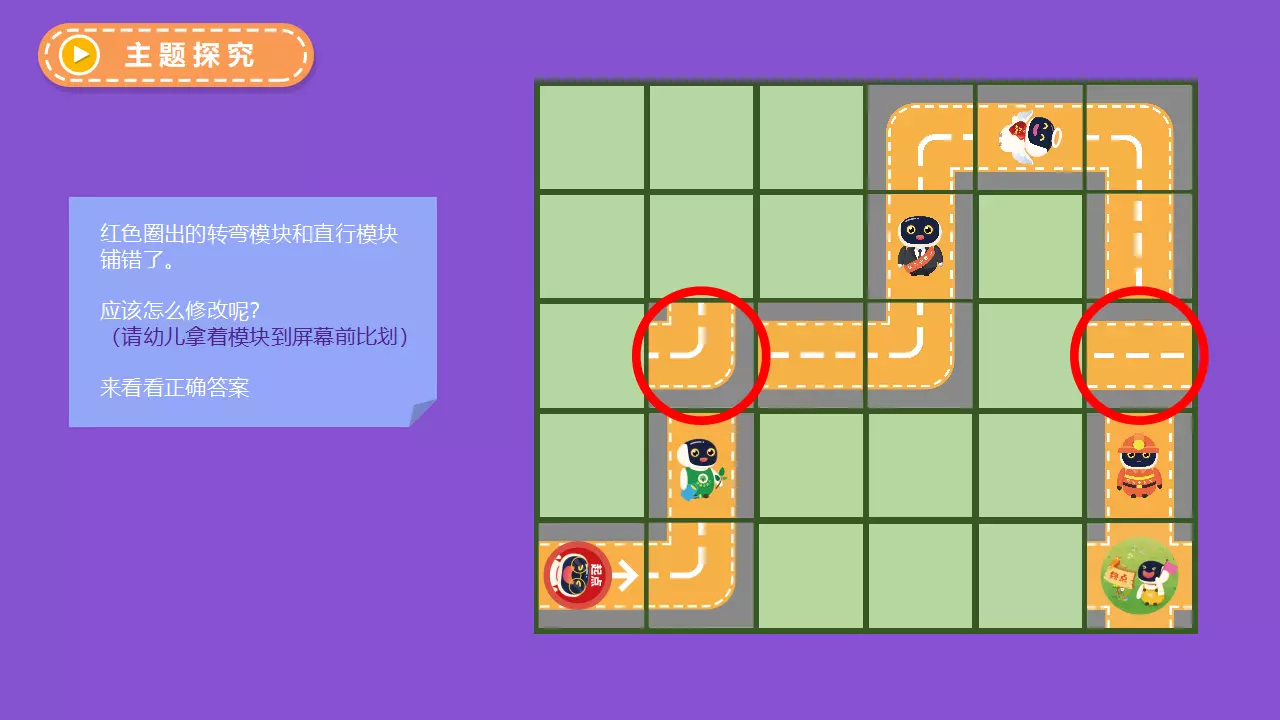 主题探究
红色圈出的转弯模块和直行模块
铺错了。
应该怎么修改呢？
（请幼儿拿着模块到屏幕前比划）
来看看正确答案
起点
终点